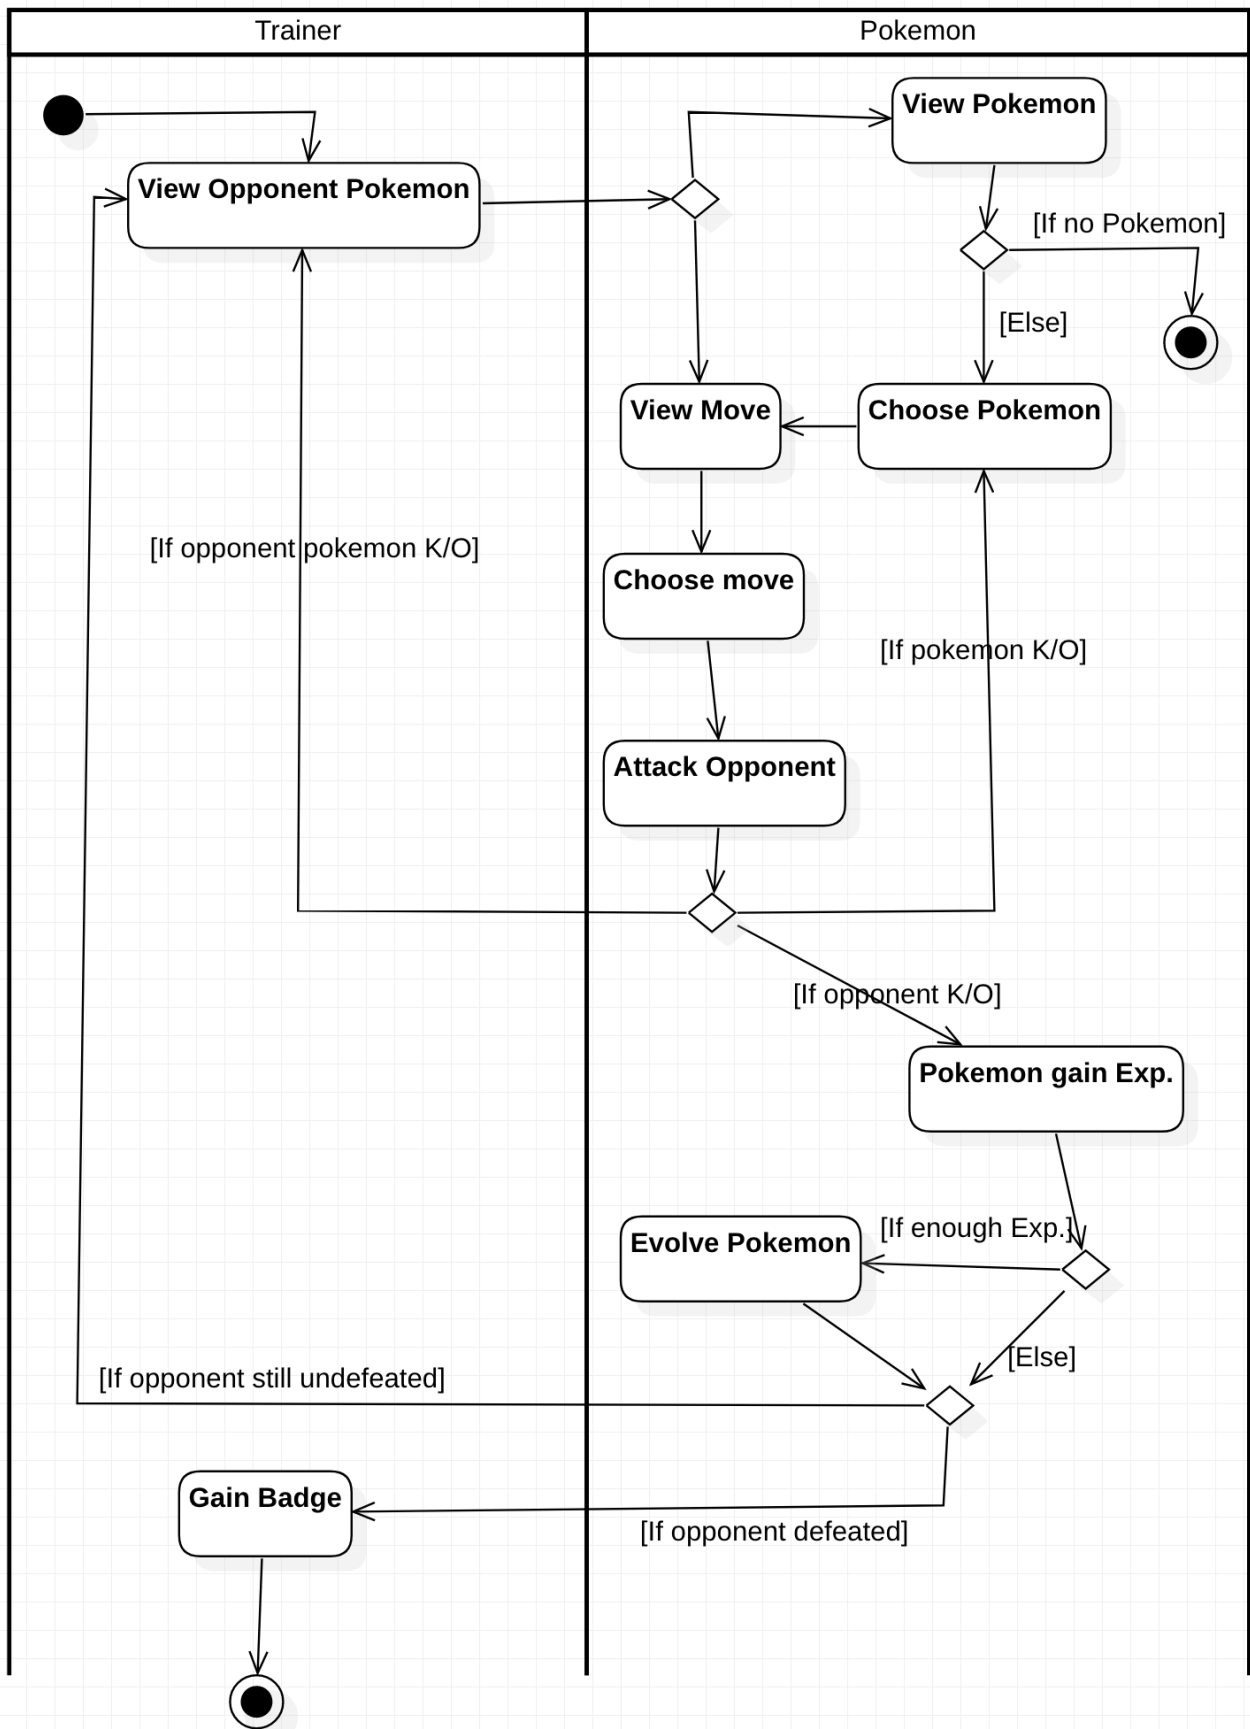 Trainer
Pokemon
View Pokemon
View Opponent Pokemon
[If no Pokemon]
[Else]
View Move
Choose Pokemon
[If opponent pokemon K/O]
Choose move
[If pokemon K/O]
Attack Opponent
[If opponent K/O]
Pokemon gain Exp.
[If enough Exp.]
Evolve Pokemon
[Else]
[If opponent still undefeated]
Gain Badge
[If opponent defeated]